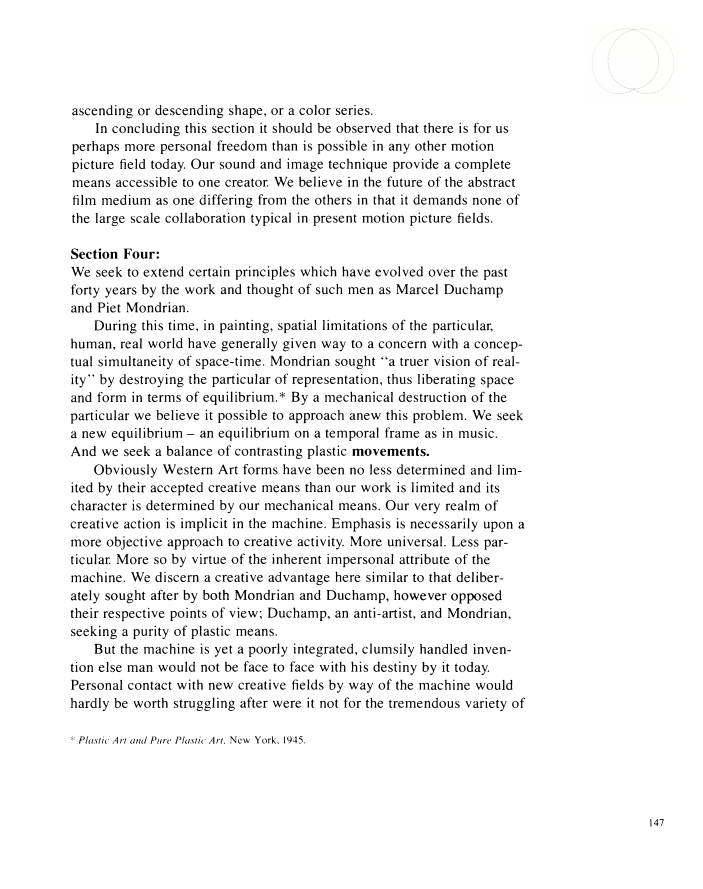 ascending or descending shape, or a color series.
In concluding this section it should be observed that there is for us
perhaps more personal freedom than is possible in any other motion
picture field today. Our sound and image technique provide a complete
means accessible to one creator. We believe in the future of the abstract
film medium as one differing from the others in that it demands none of
the large scale collaboration typical in present motion picture fields.
Section Four:
We seek to extend certain principles which have evolved over the past
forty years by the work and thought of such men as Marcel Duchamp
and Piet Mondrian.
During this time, in painting, spatial limitations of the particular,
human, real world have generally given way to a concern with a concep-
tual simultaneity of space-time. Mondrian sought “a truer vision of real-
ity” by destroying the particular of representation, thus liberating space
and form in terms of equilibrium.* By a mechanical destruction of the
particular we believe it possible to approach anew this problem. We seek
a new equilibrium – an equilibrium on a temporal frame as in music.
And we seek a balance of contrasting plastic movements.
Obviously Western Art forms have been no less determined and lim-
ited by their accepted creative means than our work is limited and its
character is determined by our mechanical means. Our very realm of
creative action is implicit in the machine. Emphasis is necessarily upon a
more objective approach to creative activity. More universal. Less par-
ticular. More so by virtue of the inherent impersonal attribute of the
machine. We discern a creative advantage here similar to that deliber-
ately sought after by both Mondrian and Duchamp, however opposed
their respective points of view; Duchamp, an anti-artist, and Mondrian,
seeking a purity of plastic means.
But the machine is yet a poorly integrated, clumsily handled inven-
tion else man would not be face to face with his destiny by it today.
Personal contact with new creative fields by way of the machine would
hardly be worth struggling after were it not for the tremendous variety of
* Plastic Art and Pure Plastic Art, New York, 1945.
147